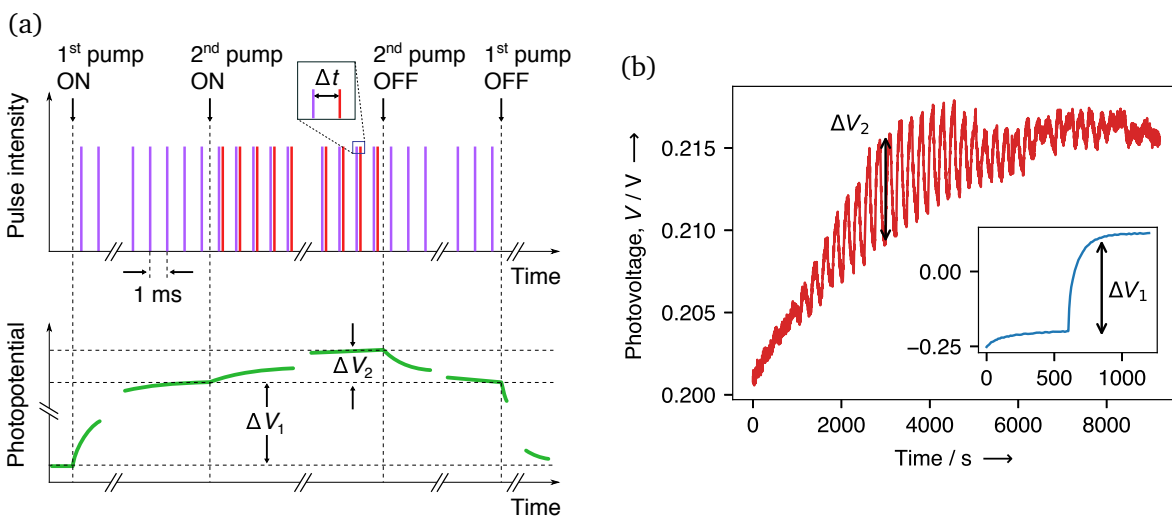 (a)
1st pump ON
2nd pump ON
2nd pump OFF
1st pump OFF
Δt
Pulse intensity
Time
1 ms
Photopotential
ΔV1
ΔV2
Time
(b)
Photovoltage, V / V ⟶
0.215
0.210
0.205
0.200
ΔV2
0.00
−0.25
ΔV1
0 500 1000
0 2000 4000 6000 8000
Time / s ⟶